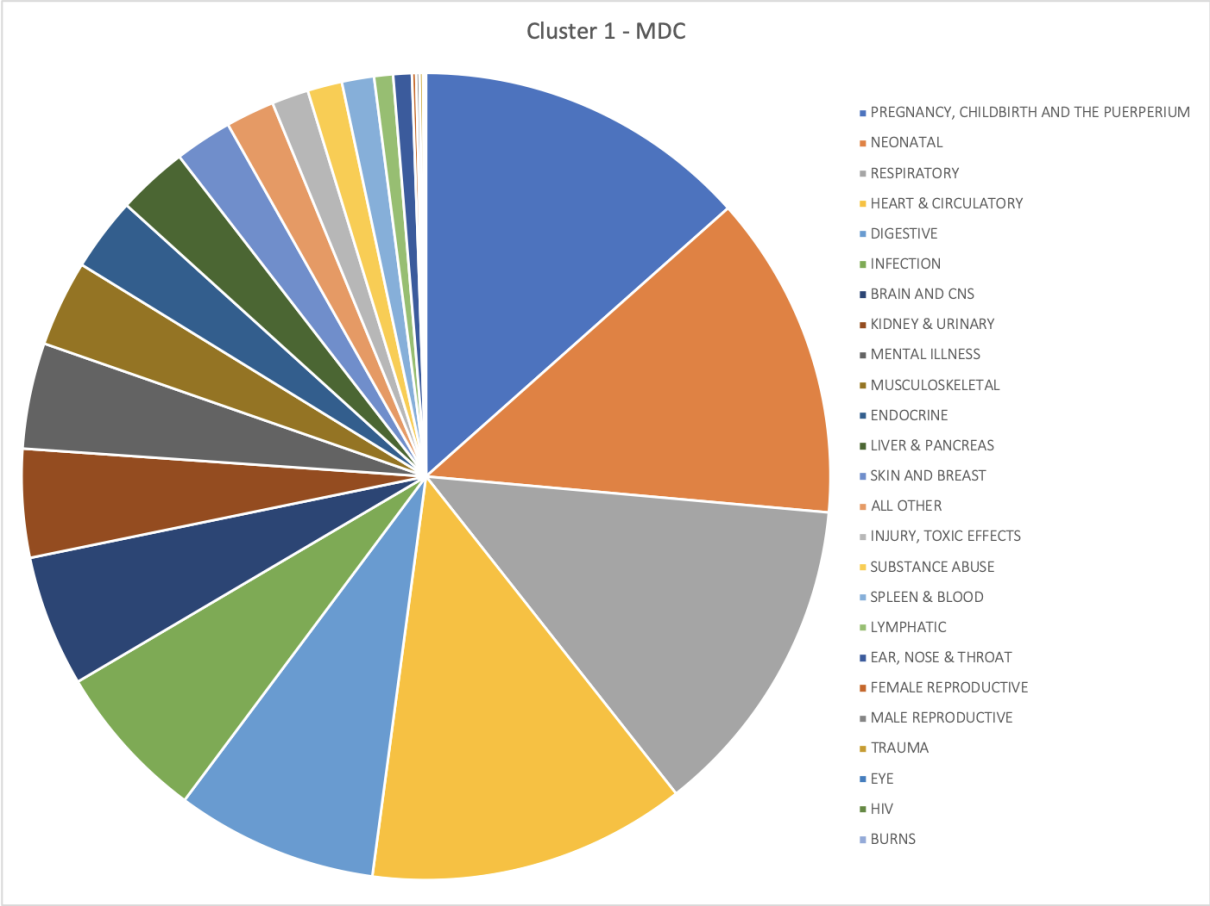 Cluster 1 - MDC
PREGNANCY, CHILDBIRTH AND THE PUERPERIUM
NEONATAL
RESPIRATORY
HEART & CIRCULATORY
DIGESTIVE
INFECTION
BRAIN AND CNS
KIDNEY & URINARY
MENTAL ILLNESS
MUSCULOSKELETAL
ENDOCRINE
LIVER & PANCREAS
SKIN AND BREAST
ALL OTHER
INJURY, TOXIC EFFECTS
SUBSTANCE ABUSE
SPLEEN & BLOOD
LYMPHATIC
EAR, NOSE & THROAT
FEMALE REPRODUCTIVE
MALE REPRODUCTIVE
TRAUMA
EYE
HIV
BURNS